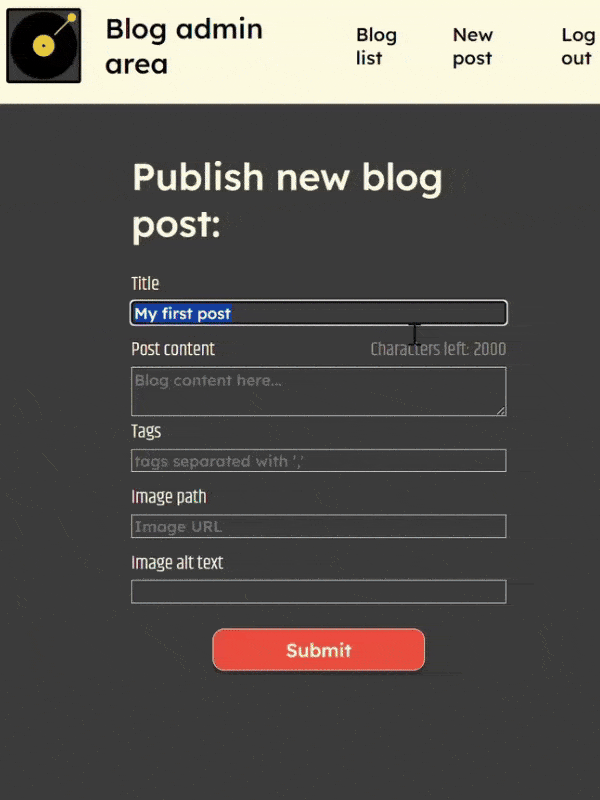 Blog admin
area
Blog
list
New
post
Log
out
Publish new blog
post:
Title
My first post
Post content
Characters left: 2000
Blog content here...
Tags
tags separated with ','
Image path
Image URL
Image alt text
Submit